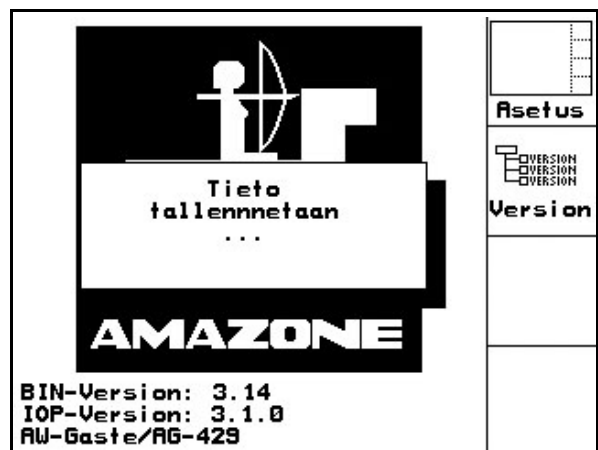 Asetus
VERSION
VERSION
VERSION
Version
Tieto
tallennnetaan
...
AMAZONE
BIN-Version: 3.14
IOP-Version: 3.1.0
AW-Gaste/AG-429